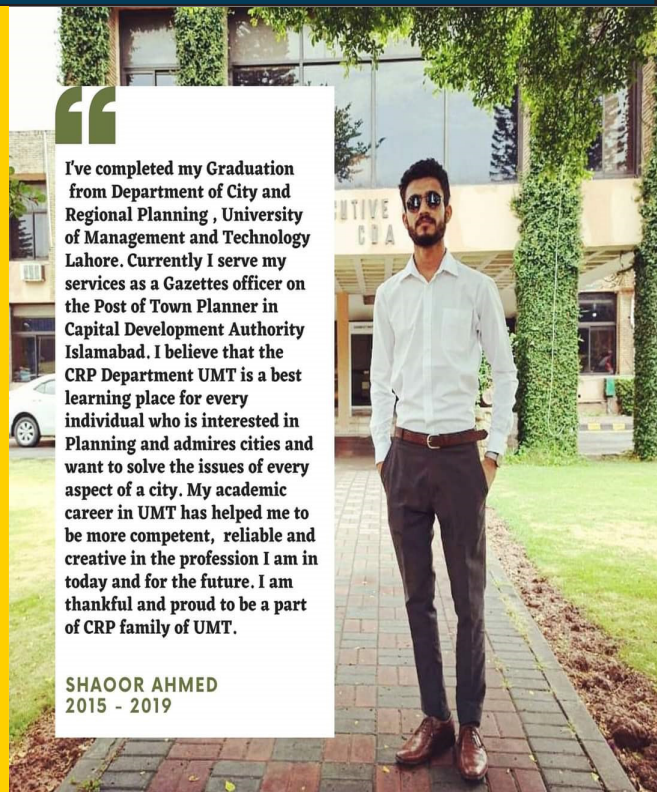 I've completed my Graduation
from Department of City and
Regional Planning , University
of Management and Technology
Lahore. Currently I serve my
services as a Gazettes officer on
the Post of Town Planner in
Capital Development Authority
Islamabad. I believe that the
CRP Department UMT is a best
learning place for every
individual who is interested in
Planning and admires cities and
want to solve the issues of every
aspect of a city. My academic
career in UMT has helped me to
be more competent, reliable and
creative in the profession I am in
today and for the future. I am
thankful and proud to be a part
of CRP family of UMT.
SHAOOR AHMED
2015 - 2019
CDA